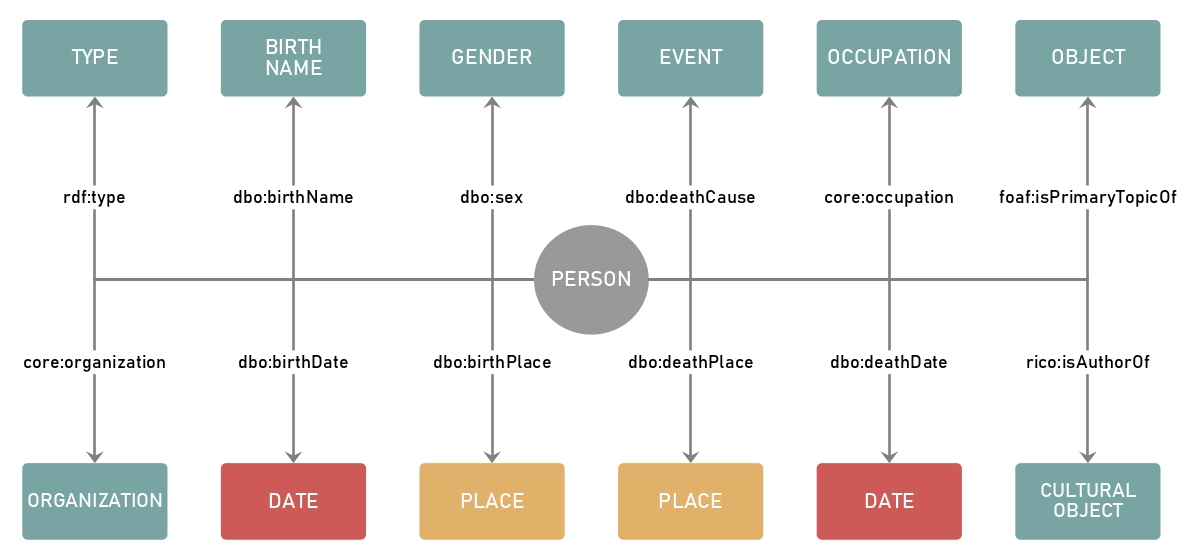 TYPE
BIRTH
NAME
GENDER
EVENT
OCCUPATION
OBJECT
rdf:type
dbo:birthName
dbo:sex
dbo:deathCause
core:occupation
foaf:isPrimaryTopicOf
PERSON
core:organization
dbo:birthDate
dbo:birthPlace
dbo:deathPlace
dbo:deathDate
rico:isAuthorOf
ORGANIZATION
DATE
PLACE
PLACE
DATE
CULTURAL
OBJECT